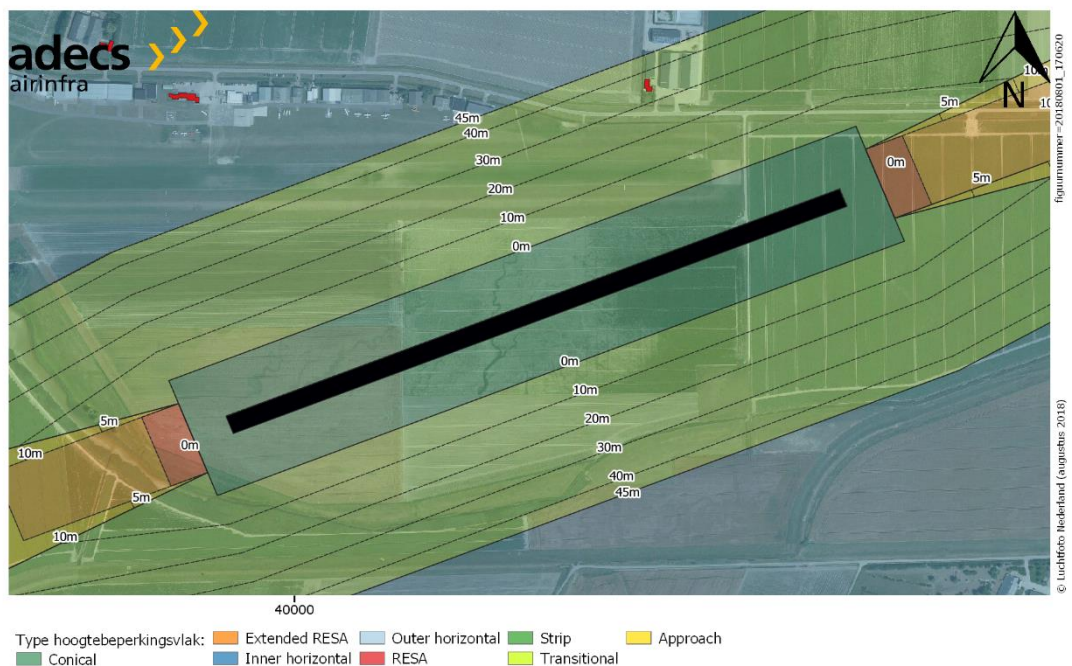 adecs
airinfra
N
10m
10
5m
0m
5m
45m
40m
30m
20m
10m
0m
0m
10m
20m
30m
40m
45m
5m
0m
10m
5m
10m
figuurnummer=20180801_170620
© Luchtfoto Nederland (augustus 2018)
40000
Type hoogtebeperkingsvlak:
Conical
Extended RESA
Inner horizontal
Outer horizontal
RESA
Strip
Transitional
Approach